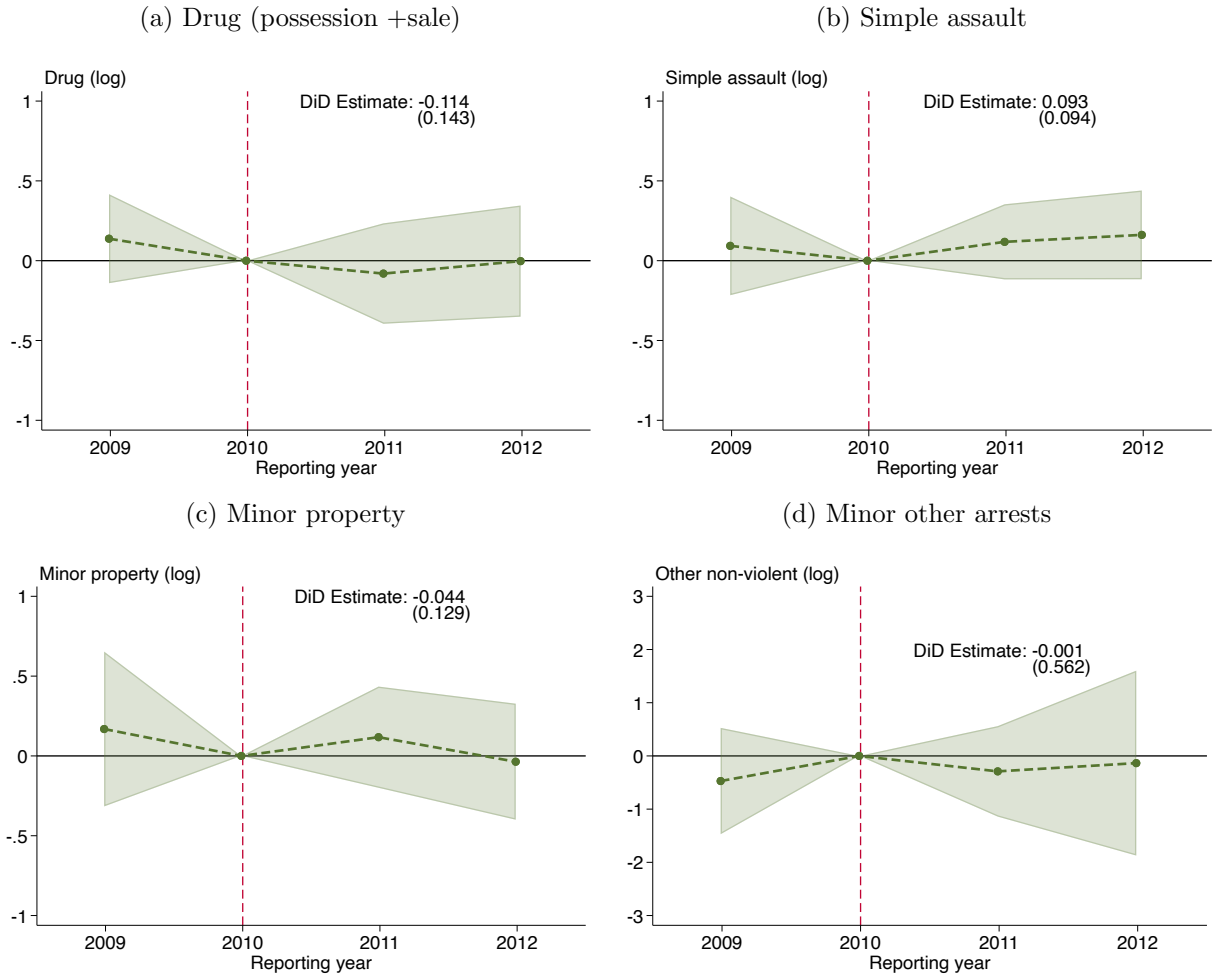 (a) Drug (possession +sale)
Drug (log)
DiD Estimate: -0.114
(0.143)
1
.5
0
-.5
-1
2009 2010 2011 2012
Reporting year
(b) Simple assault
Simple assault (log)
DiD Estimate: 0.093
(0.094)
1
.5
0
-.5
-1
2009 2010 2011 2012
Reporting year
(c) Minor property
Minor property (log)
DiD Estimate: -0.044
(0.129)
1
.5
0
-.5
-1
2009 2010 2011 2012
Reporting year
(d) Minor other arrests
Other non-violent (log)
DiD Estimate: -0.001
(0.562)
3
2
1
0
-1
-2
-3
2009 2010 2011 2012
Reporting year